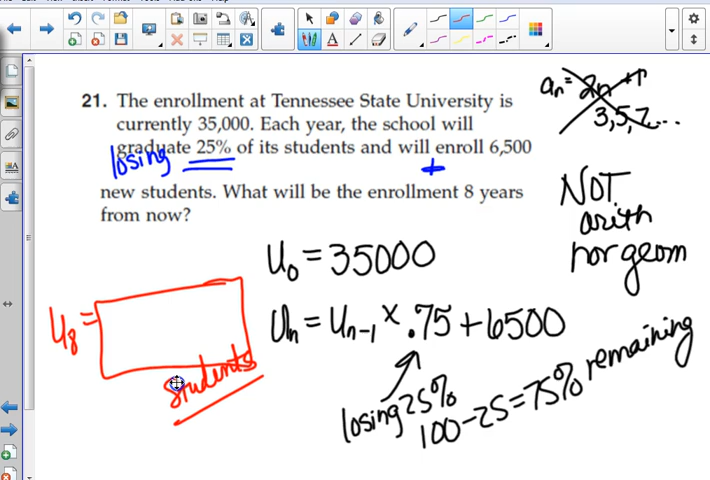 21. The enrollment at Tennessee State University is
currently 35,000. Each year, the school will
graduate 25% of its students and will enroll 6,500
losing
+
new students. What will be the enrollment 8 years
from now?
aₙ = 2n + 1
3, 5, 7...
NOT
arith
nor geom
U₀ = 35000
Uₙ = Uₙ₋₁ × .75 + 6500
U₈ =
students
losing 25%
100 - 25 = 75% remaining